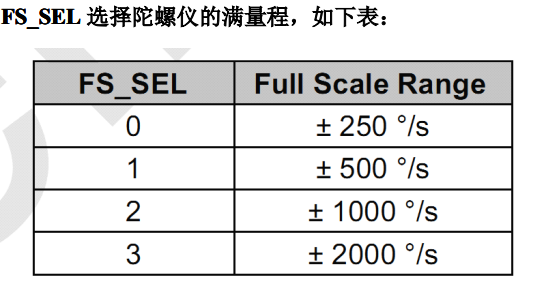 FS_SEL 选择陀螺仪的满量程，如下表：
FS_SEL Full Scale Range
0 ± 250 °/s
1 ± 500 °/s
2 ± 1000 °/s
3 ± 2000 °/s